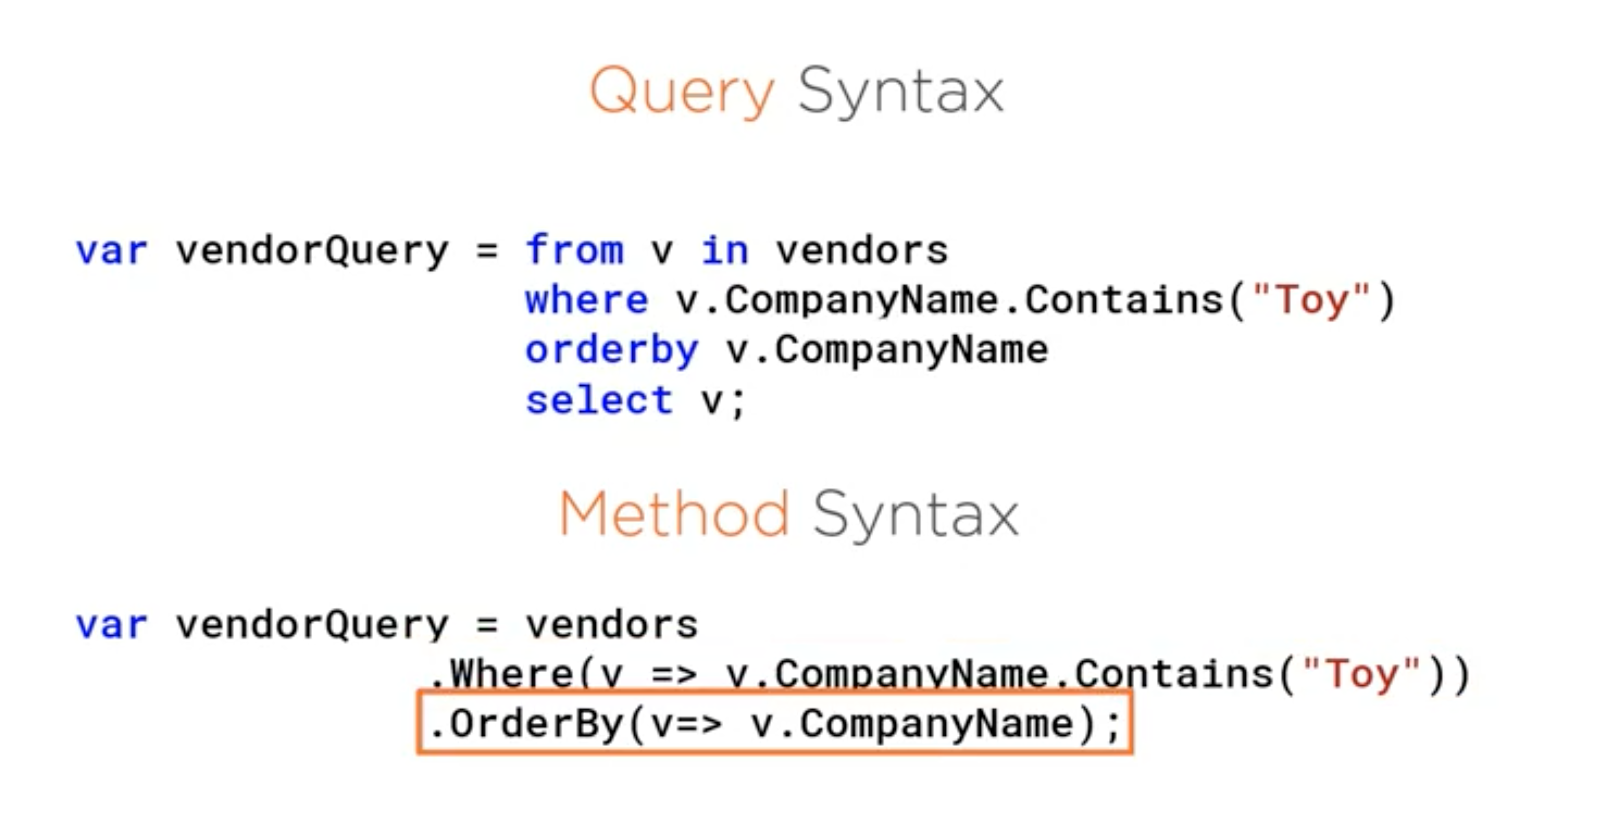 Query Syntax
var vendorQuery = from v in vendors
where v.CompanyName.Contains("Toy")
orderby v.CompanyName
select v;
Method Syntax
var vendorQuery = vendors
.Where(v => v.CompanyName.Contains("Toy"))
.OrderBy(v=> v.CompanyName);